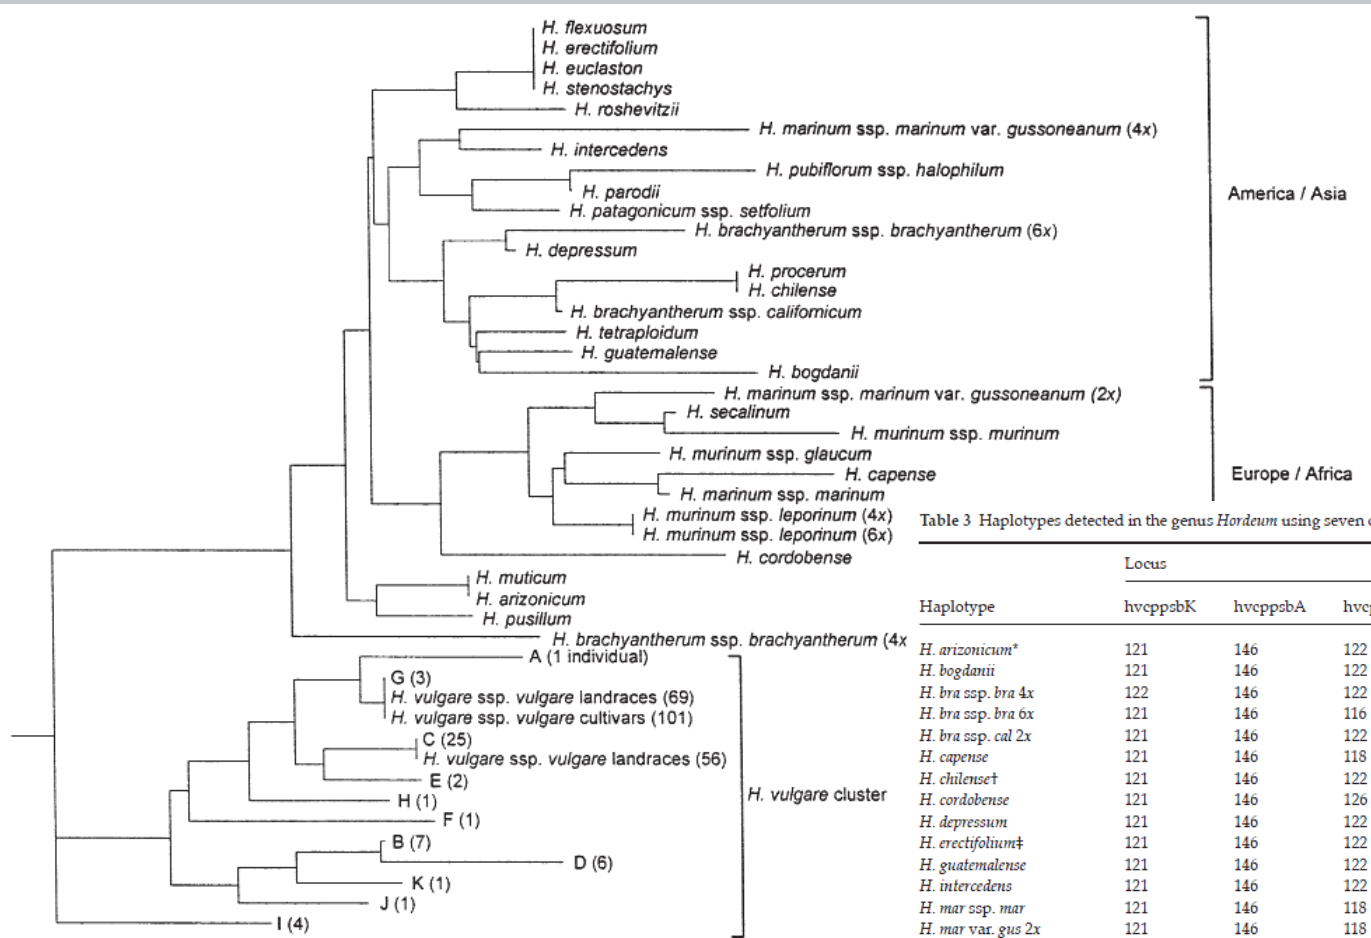 H. flexuosum
H. erectifolium
H. euclaston
H. stenostachys
H. roshevitzii
H. marinum ssp. marinum var. gussoneanum (4x)
H. intercedens
H. pubiflorum ssp. halophilum
H. parodii
H. patagonicum ssp. setfolium
H. brachyantherum ssp. brachyantherum (6x)
H. depressum
H. procerum
H. chilense
H. brachyantherum ssp. californicum
H. tetraploidum
H. guatemalense
H. bogdanii
America / Asia
H. marinum ssp. marinum var. gussoneanum (2x)
H. secalinum
H. murinum ssp. murinum
H. murinum ssp. glaucum
H. capense
H. marinum ssp. marinum
H. murinum ssp. leporinum (4x)
H. murinum ssp. leporinum (6x)
H. cordobense
Europe / Africa
H. muticum
H. arizonicum
H. pusillum
H. brachyantherum ssp. brachyantherum (4x
A (1 individual)
G (3)
H. vulgare ssp. vulgare landraces (69)
H. vulgare ssp. vulgare cultivars (101)
C (25)
H. vulgare ssp. vulgare landraces (56)
E (2)
H (1)
F (1)
B (7)
D (6)
K (1)
J (1)
I (4)
H. vulgare cluster
Table 3 Haplotypes detected in the genus Hordeum using seven
Locus
Haplotype hvcppsbK hvcppsbA
H. arizonicum* 121 146 122
H. bogdanii 121 146 122
H. bra ssp. bra 4x 122 146 122
H. bra ssp. bra 6x 121 146 116
H. bra ssp. cal 2x 121 146 122
H. capense 121 146 118
H. chilense† 121 146 122
H. cordobense 121 146 126
H. depressum 121 146 122
H. erectifolium‡ 121 146 122
H. guatemalense 121 146 122
H. intercedens 121 146 122
H. mar ssp. mar 121 146 118
H. mar var. gus 2x 121 146 118